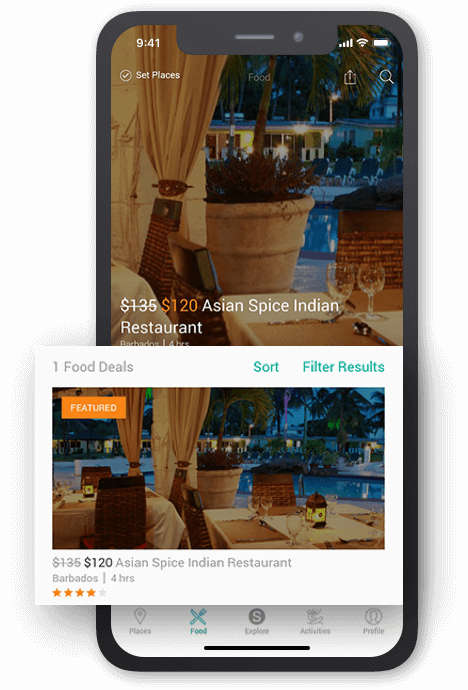 9:41
Set Places
Food
$135 $120 Asian Spice Indian
Restaurant
Barbados | 4 hrs
1 Food Deals
Sort
Filter Results
FEATURED
$135 $120 Asian Spice Indian Restaurant
Barbados | 4 hrs
Places
Food
Explore
Activities
Profile